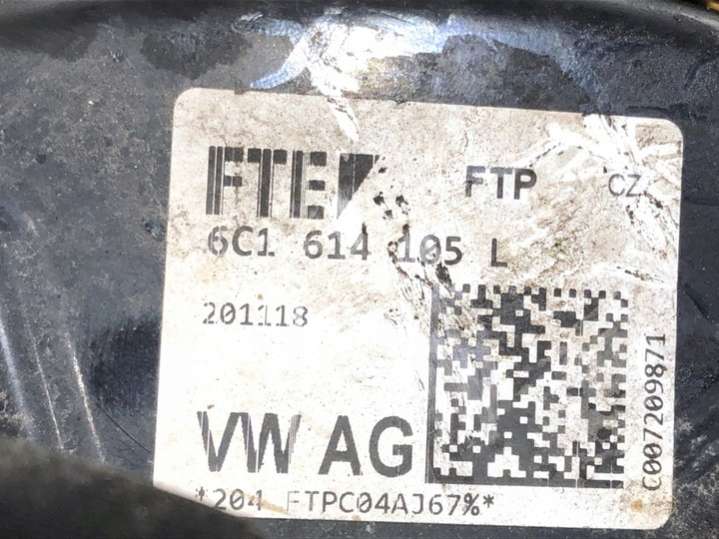 FTE FTP CZ
6C1 614 105 L
201118
VW AG
C007209871
*204 FTPC04AJ67%*